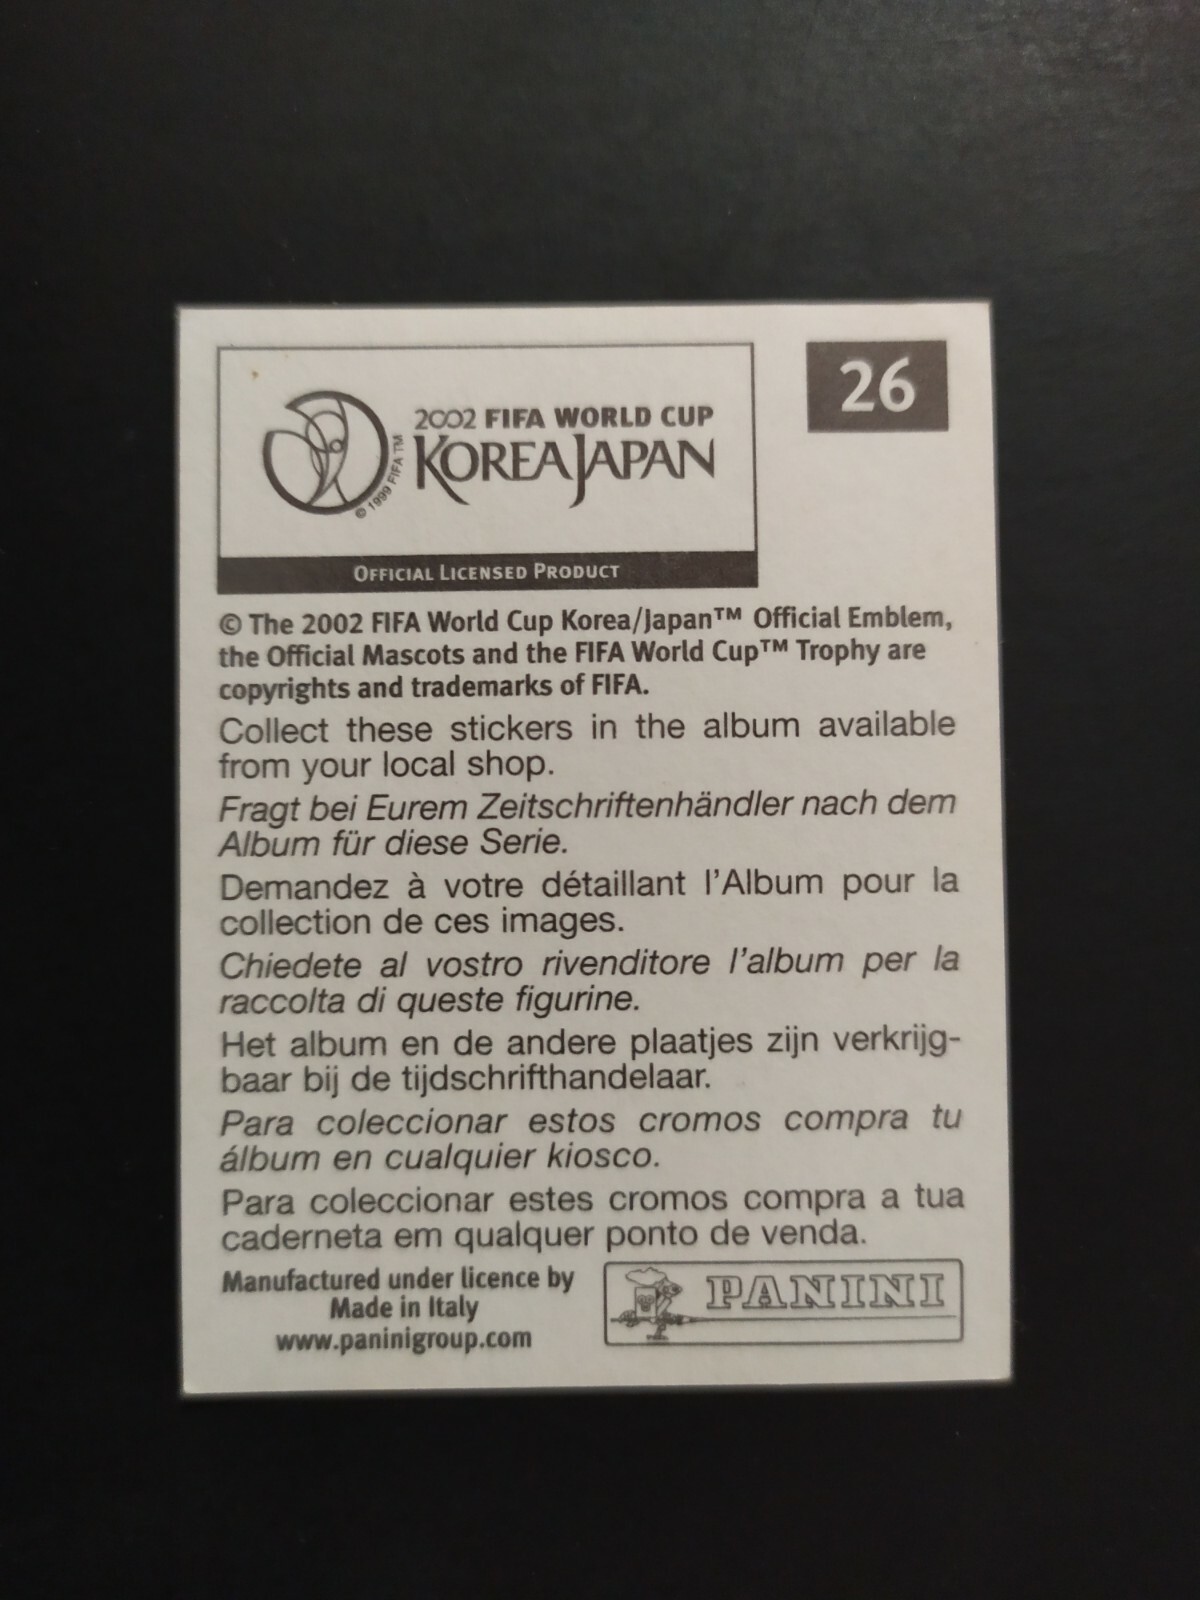 26
2002 FIFA WORLD CUP
KOREA JAPAN
© 1999 FIFA TM
OFFICIAL LICENSED PRODUCT
© The 2002 FIFA World Cup Korea/Japan™ Official Emblem,
the Official Mascots and the FIFA World Cup™ Trophy are
copyrights and trademarks of FIFA.
Collect these stickers in the album available
from your local shop.
Fragt bei Eurem Zeitschriftenhändler nach dem
Album für diese Serie.
Demandez à votre détaillant l'Album pour la
collection de ces images.
Chiedete al vostro rivenditore l'album per la
raccolta di queste figurine.
Het album en de andere plaatjes zijn verkrijg-
baar bij de tijdschrifthandelaar.
Para coleccionar estos cromos compra tu
álbum en cualquier kiosco.
Para coleccionar estes cromos compra a tua
caderneta em qualquer ponto de venda.
Manufactured under licence by
Made in Italy
www.paninigroup.com
PANINI